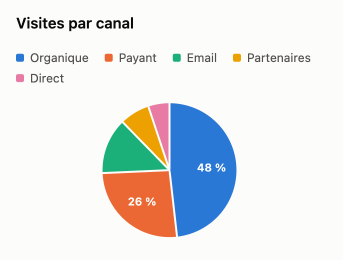 Visites par canal
Organique Payant Email Partenaires
Direct
48 %
26 %